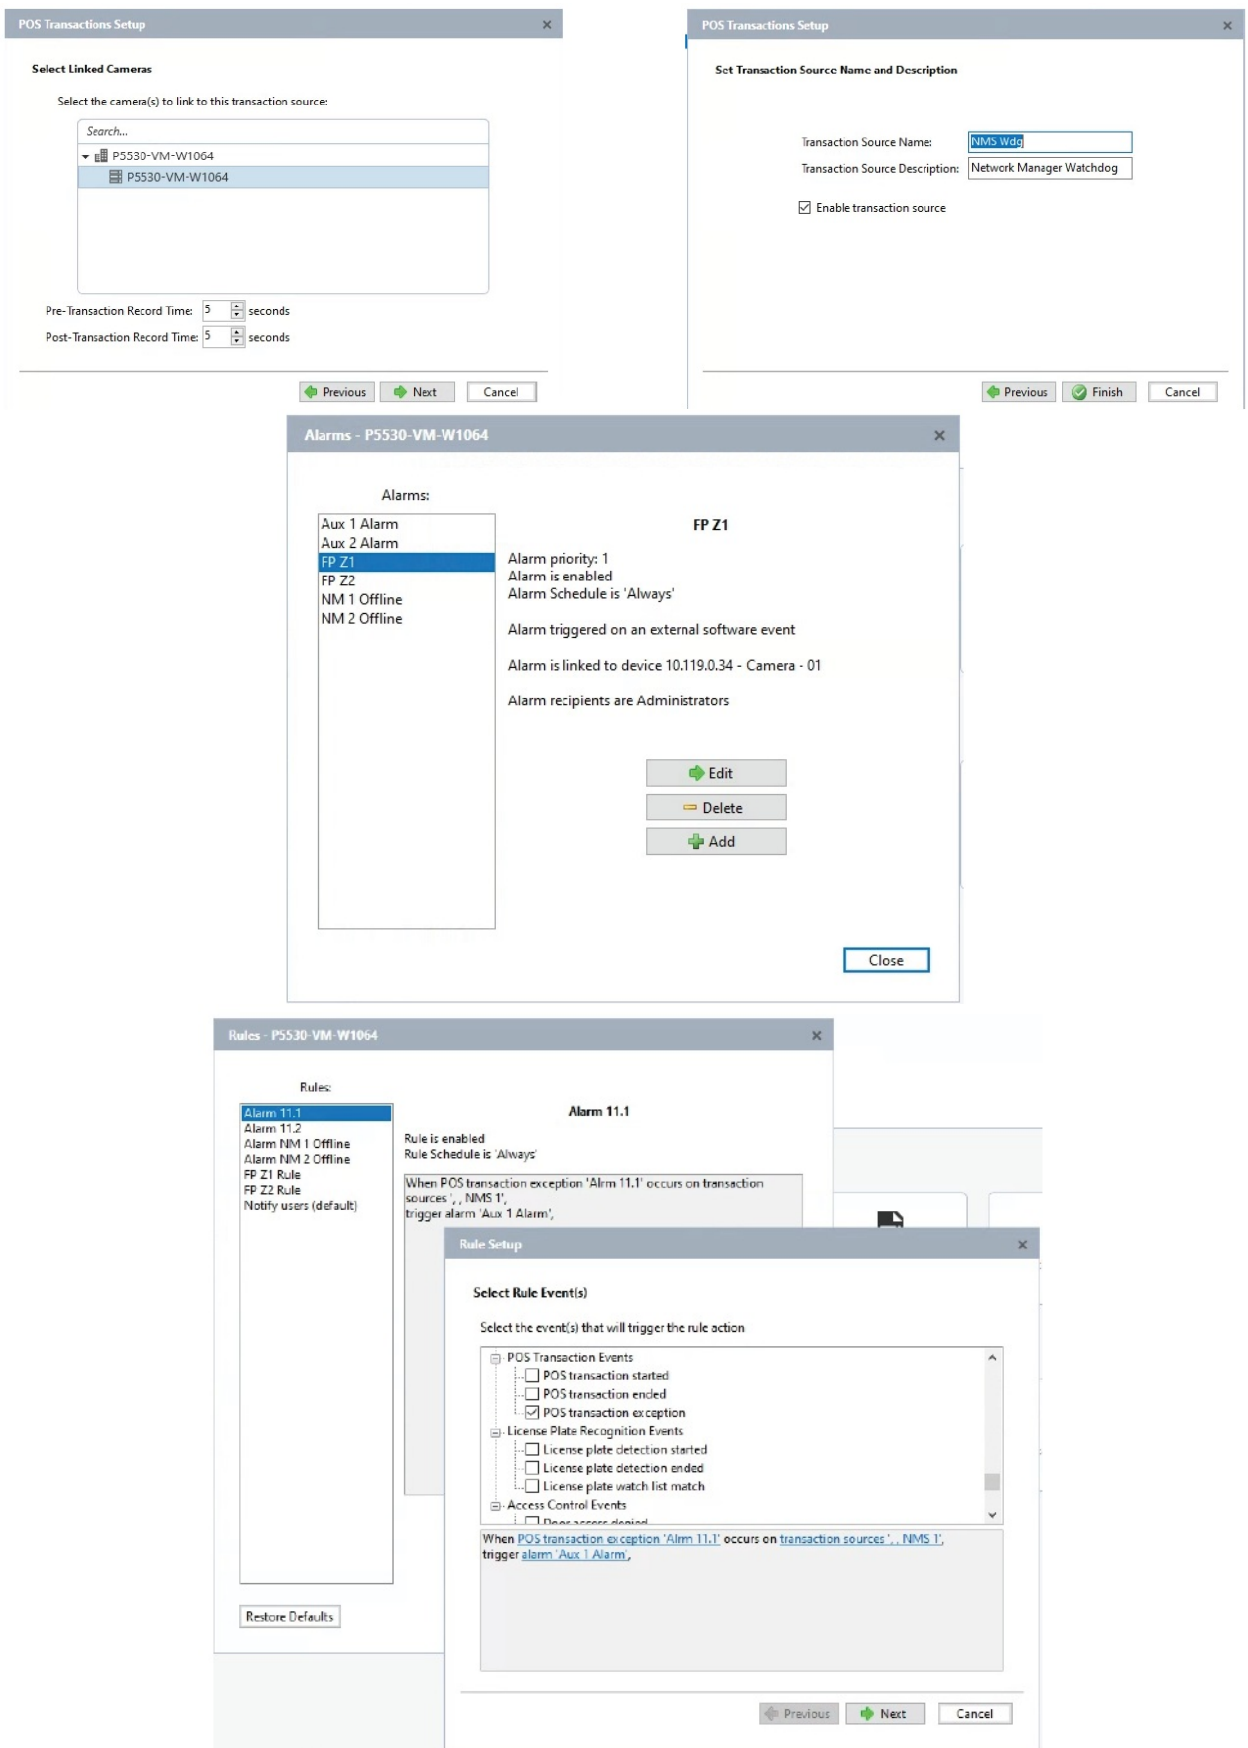 POS Transactions Setup
Select Linked Cameras
Select the camera(s) to link to this transaction source:
Search...
P5530-VM-W1064
P5530-VM-W1064
Pre-Transaction Record Time: 5 seconds
Post-Transaction Record Time: 5 seconds
Previous Next Cancel
POS Transactions Setup
Set Transaction Source Name and Description
Transaction Source Name: NMS Wdg
Transaction Source Description: Network Manager Watchdog
Enable transaction source
Previous Finish Cancel
Alarms - P5530-VM-W1064
Alarms:
Aux 1 Alarm
Aux 2 Alarm
FP Z1
FP Z2
NM 1 Offline
NM 2 Offline
FP Z1
Alarm priority: 1
Alarm is enabled
Alarm Schedule is 'Always'
Alarm triggered on an external software event
Alarm is linked to device 10.119.0.34 - Camera - 01
Alarm recipients are Administrators
Edit
Delete
Add
Close
Rules - P5530-VM-W1064
Rules:
Alarm 11.1
Alarm 11.2
Alarm NM 1 Offline
Alarm NM 2 Offline
FP Z1 Rule
FP Z2 Rule
Notify users (default)
Alarm 11.1
Rule is enabled
Rule Schedule is 'Always'
When POS transaction exception 'Alrm 11.1' occurs on transaction
sources ', , NMS 1',
trigger alarm 'Aux 1 Alarm',
Restore Defaults
Rule Setup
Select Rule Event(s)
Select the event(s) that will trigger the rule action
POS Transaction Events
POS transaction started
POS transaction ended
POS transaction exception
License Plate Recognition Events
License plate detection started
License plate detection ended
License plate watch list match
Access Control Events
Door access denied
When POS transaction exception 'Alrm 11.1' occurs on transaction sources ', , NMS 1',
trigger alarm 'Aux 1 Alarm',
Previous Next Cancel